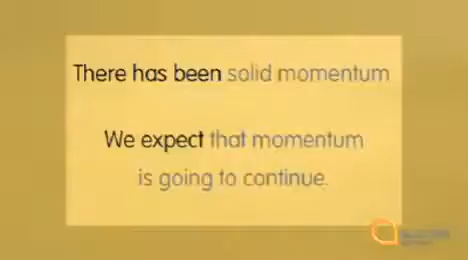 There has been solid momentum
We expect that momentum
is going to continue.